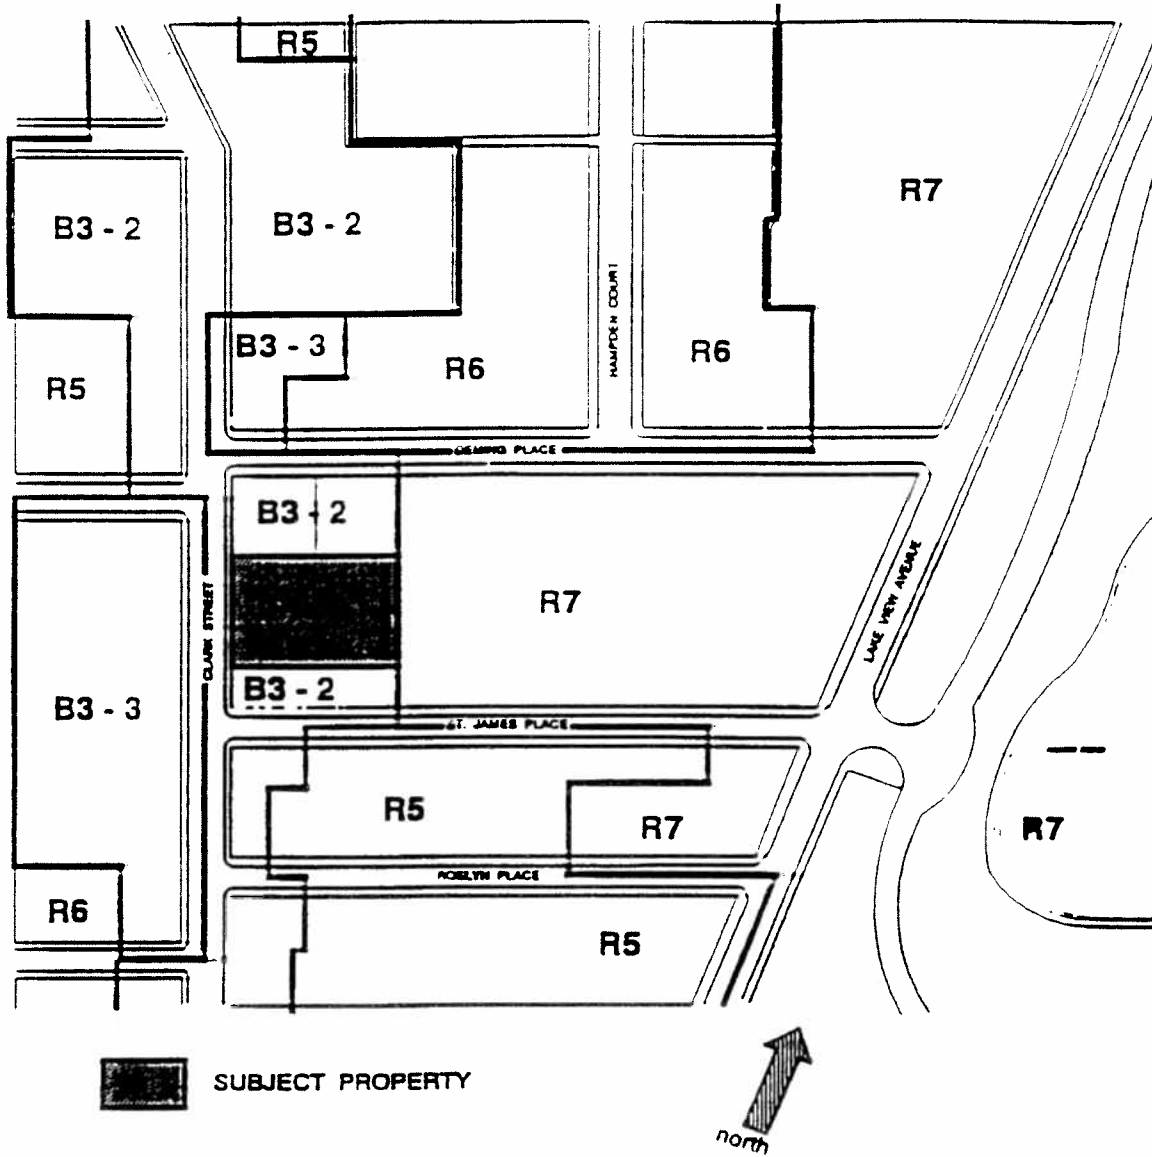 R5
R7
B3 - 2
B3 - 2
HAMPDEN COURT
B3 - 3
R6
R6
R5
DEMING PLACE
B3 - 2
LAKE VIEW AVENUE
R7
CLARK STREET
B3 - 2
B3 - 3
ST. JAMES PLACE
R5
R7
R7
ROSLYN PLACE
R6
R5
SUBJECT PROPERTY
north